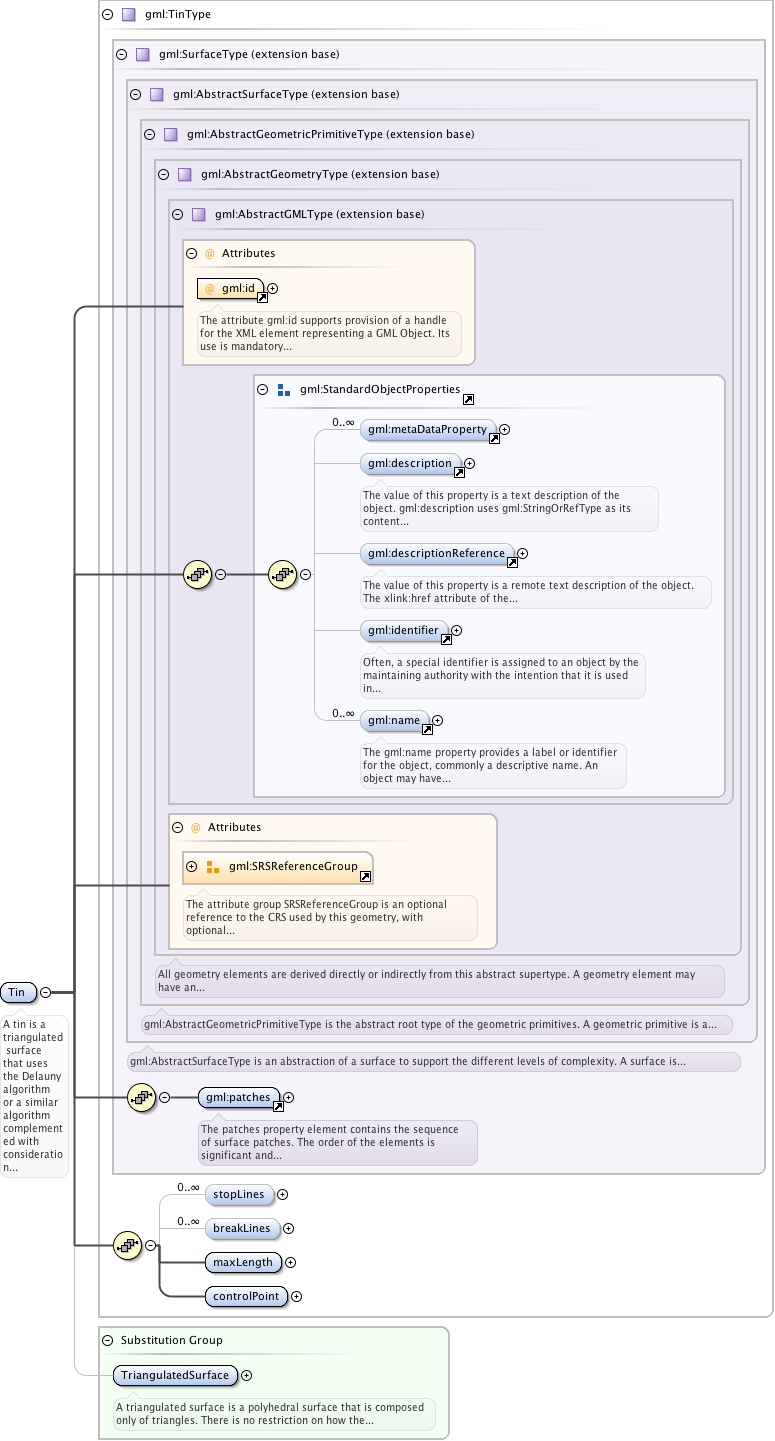 gml:TinType
gml:SurfaceType (extension base)
gml:AbstractSurfaceType (extension base)
gml:AbstractGeometricPrimitiveType (extension base)
gml:AbstractGeometryType (extension base)
gml:AbstractGMLType (extension base)
@ Attributes
@ gml:id
The attribute gml:id supports provision of a handle
for the XML element representing a GML Object. Its
use is mandatory...
gml:StandardObjectProperties
0..∞
gml:metaDataProperty
gml:description
The value of this property is a text description of the
object. gml:description uses gml:StringOrRefType as its
content...
gml:descriptionReference
The value of this property is a remote text description of the object.
The xlink:href attribute of the...
gml:identifier
Often, a special identifier is assigned to an object by the
maintaining authority with the intention that it is used
in...
0..∞
gml:name
The gml:name property provides a label or identifier
for the object, commonly a descriptive name. An
object may have...
@ Attributes
gml:SRSReferenceGroup
The attribute group SRSReferenceGroup is an optional
reference to the CRS used by this geometry, with
optional...
All geometry elements are derived directly or indirectly from this abstract supertype. A geometry element may
have an...
gml:AbstractGeometricPrimitiveType is the abstract root type of the geometric primitives. A geometric primitive is a...
gml:AbstractSurfaceType is an abstraction of a surface to support the different levels of complexity. A surface is...
Tin
A tin is a
triangulated
surface
that uses
the Delauny
algorithm
or a similar
algorithm
complement
ed with
consideratio
n...
gml:patches
The patches property element contains the sequence
of surface patches. The order of the elements is
significant and...
0..∞
stopLines
0..∞
breakLines
maxLength
controlPoint
Substitution Group
TriangulatedSurface
A triangulated surface is a polyhedral surface that is composed
only of triangles. There is no restriction on how the...